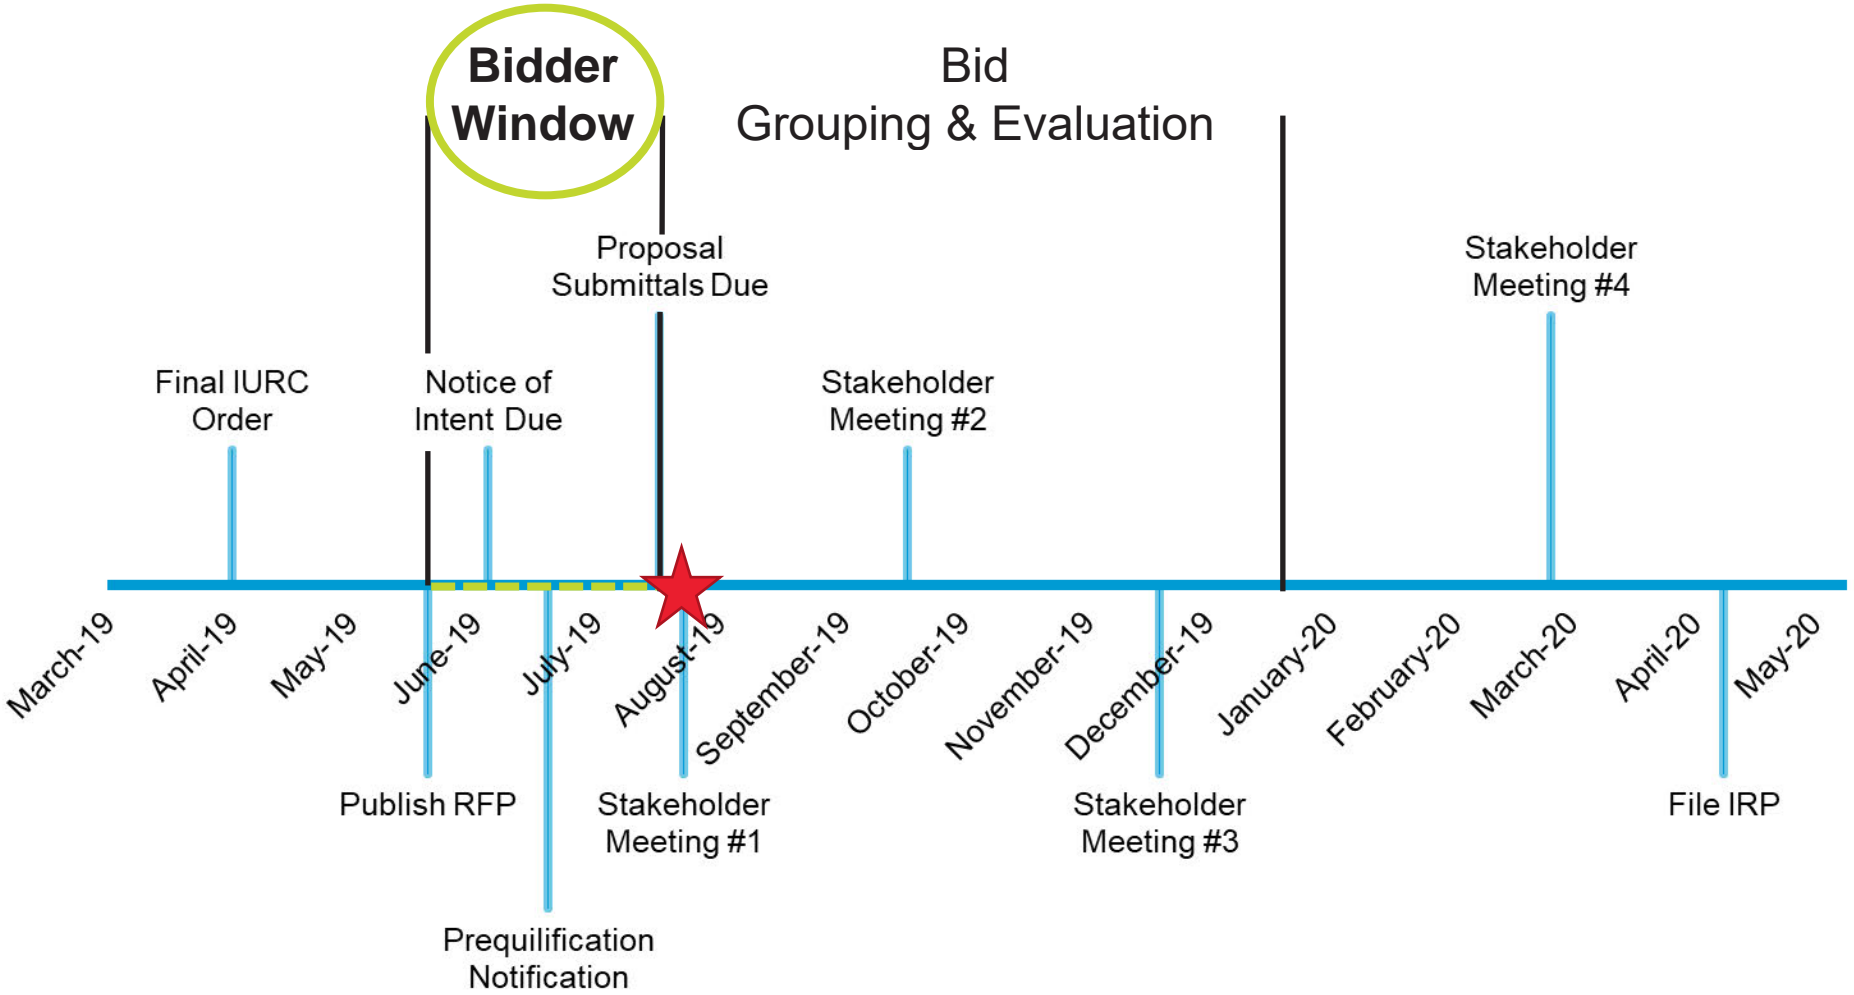 Bidder
Window
Bid
Grouping & Evaluation
Proposal
Submittals Due
Stakeholder
Meeting #4
Final IURC
Order
Notice of
Intent Due
Stakeholder
Meeting #2
March-19
April-19
May-19
June-19
July-19
August-19
September-19
October-19
November-19
December-19
January-20
February-20
March-20
April-20
May-20
Publish RFP
Stakeholder
Meeting #1
Stakeholder
Meeting #3
File IRP
Prequilification
Notification